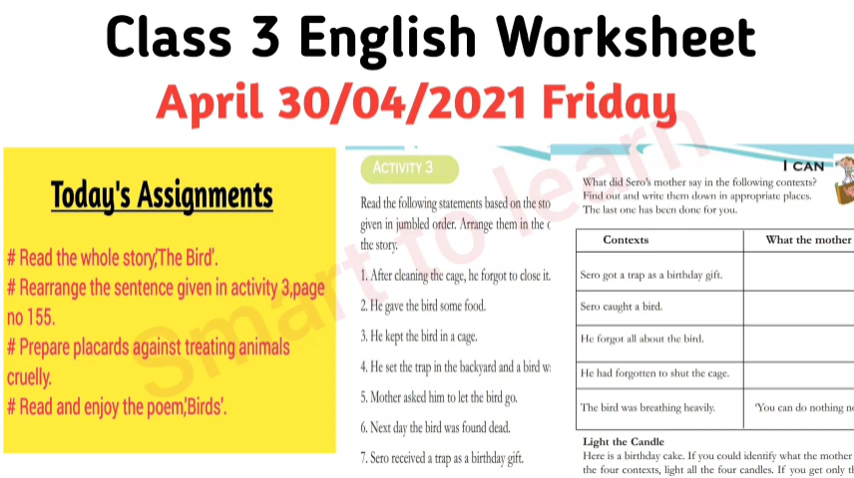 Class 3 English Worksheet
April 30/04/2021 Friday
Today's Assignments
# Read the whole story,'The Bird'.
# Rearrange the sentence given in activity 3,page
no 155.
# Prepare placards against treating animals
cruelly.
# Read and enjoy the poem,'Birds'.
ACTIVITY 3
Read the following statements based on the sto
given in jumbled order. Arrange them in the
the story.
1. After cleaning the cage, he forgot to close it.
2. He gave the bird some food.
3. He kept the bird in a cage.
4. He set the trap in the backyard and a bird w
5. Mother asked him to let the bird go.
6. Next day the bird was found dead.
7. Sero received a trap as a birthday gift.
I CAN
What did Sero's mother say in the following contexts?
Find out and write them down in appropriate places.
The last one has been done for you.
Contexts What the mother
Sero got a trap as a birthday gift.
Sero caught a bird.
He forgot all about the bird.
He had forgotten to shut the cage.
The bird was breathing heavily. 'You can do nothing
Light the Candle
Here is a birthday cake. If you could identify what the mother
the four contexts, light all the four candles. If you get only
Smart to learn